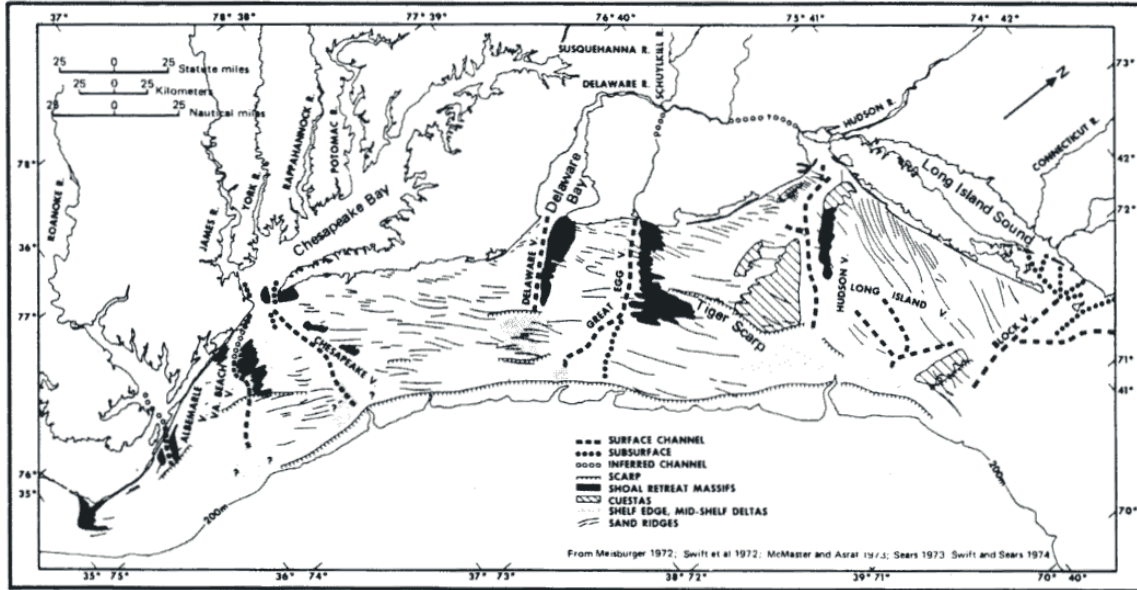 37° 78° 38° 77° 39° 76° 40° 75° 41° 74° 42°
25 0 25
Statute miles
25 0 25
Kilometers
25 0 25
Nautical miles
ROANOKE R.
JAMES R.
YORK R.
RAPPAHANNOCK R.
POTOMAC R.
Chesapeake Bay
SUSQUEHANNA R.
DELAWARE R.
SCHUYLKILL R.
Delaware Bay
HUDSON R.
Long Island Sound
CONNECTICUT R.
N
73°
42°
72°
71°
41°
70°
78°
36°
77°
76°
35°
ALBEMARLE V.
VA. BEACH V.
CHESAPEAKE V.
DELAWARE V.
GREAT EGG V.
Tiger Scarp
HUDSON V.
LONG ISLAND V.
BLOCK V.
? ?
? ?
200m
200m
SURFACE CHANNEL
SUBSURFACE
INFERRED CHANNEL
SCARP
SHOAL RETREAT MASSIFS
CUESTAS
SHELF EDGE, MID-SHELF DELTAS
SAND RIDGES
From Meisburger 1972; Swift et al 1972; McMaster and Asraf 1973; Sears 1973 Swift and Sears 1974
35° 75° 36° 74° 37° 73° 38° 72° 39° 71° 70° 40°